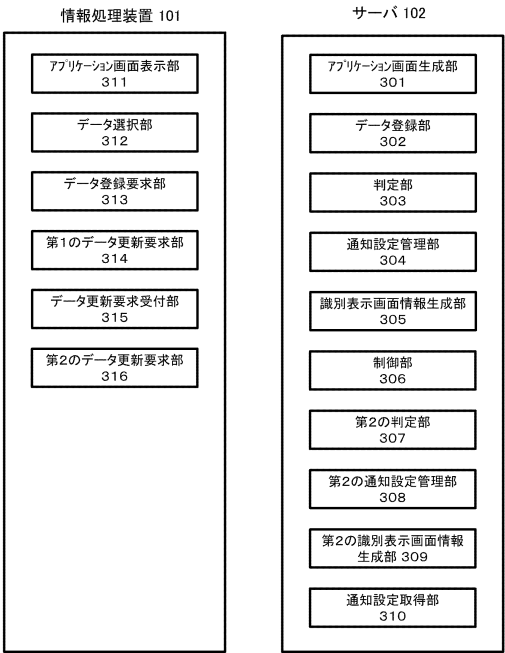 情報処理装置 101
アプリケーション画面表示部
311
データ選択部
312
データ登録要求部
313
第1のデータ更新要求部
314
データ更新要求受付部
315
第2のデータ更新要求部
316
サーバ 102
アプリケーション画面生成部
301
データ登録部
302
判定部
303
通知設定管理部
304
識別表示画面情報生成部
305
制御部
306
第2の判定部
307
第2の通知設定管理部
308
第2の識別表示画面情報
生成部 309
通知設定取得部
310